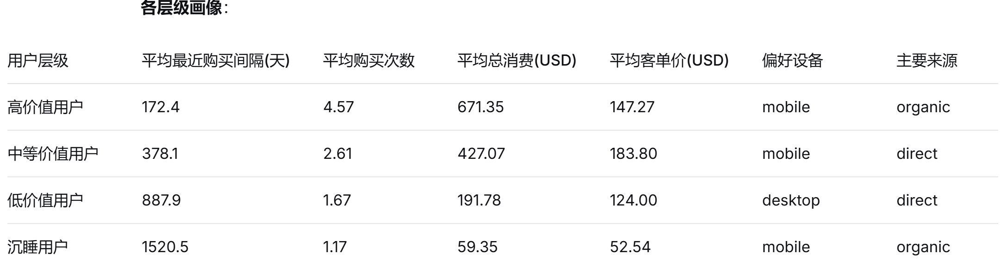 各层级画像：
用户层级 平均最近购买间隔(天) 平均购买次数 平均总消费(USD) 平均客单价(USD) 偏好设备 主要来源
高价值用户 172.4 4.57 671.35 147.27 mobile organic
中等价值用户 378.1 2.61 427.07 183.80 mobile direct
低价值用户 887.9 1.67 191.78 124.00 desktop direct
沉睡用户 1520.5 1.17 59.35 52.54 mobile organic